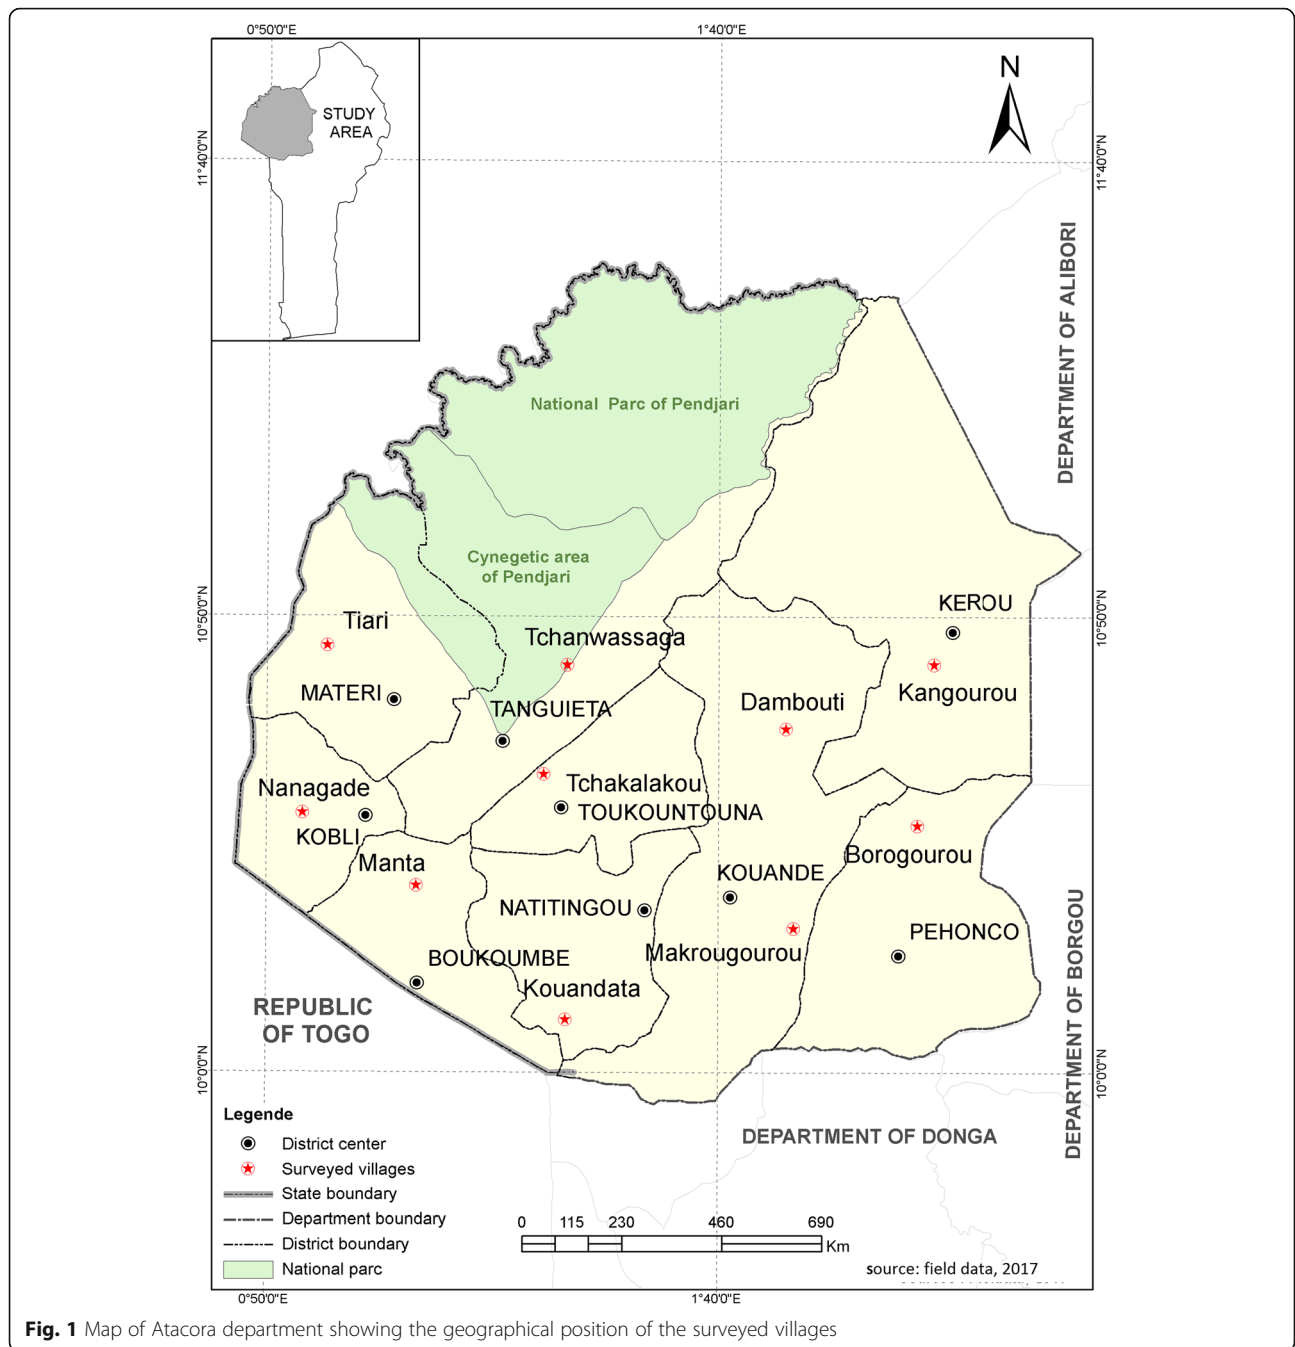 0°50'0"E
1°40'0"E
N
STUDY
AREA
11°40'0"N
11°40'0"N
DEPARTMENT OF ALIBORI
National Parc of Pendjari
Cynegetic area
of Pendjari
10°50'0"N
10°50'0"N
KEROU
Tiari
Tchanwassaga
MATERI
Kangourou
Dambouti
TANGUIETA
Nanagade
Tchakalakou
TOUKOUNTOUNA
KOBLI
Manta
Borogourou
KOUANDE
NATITINGOU
PEHONCO
Makrougourou
BOUKOUMBE
Kouandata
REPUBLIC
OF TOGO
DEPARTMENT OF BORGOU
10°0'0"N
10°0'0"N
DEPARTMENT OF DONGA
Legende
District center
Surveyed villages
State boundary
Department boundary
District boundary
National parc
0 115 230 460 690
Km
source: field data, 2017
0°50'0"E
1°40'0"E
Fig. 1 Map of Atacora department showing the geographical position of the surveyed villages